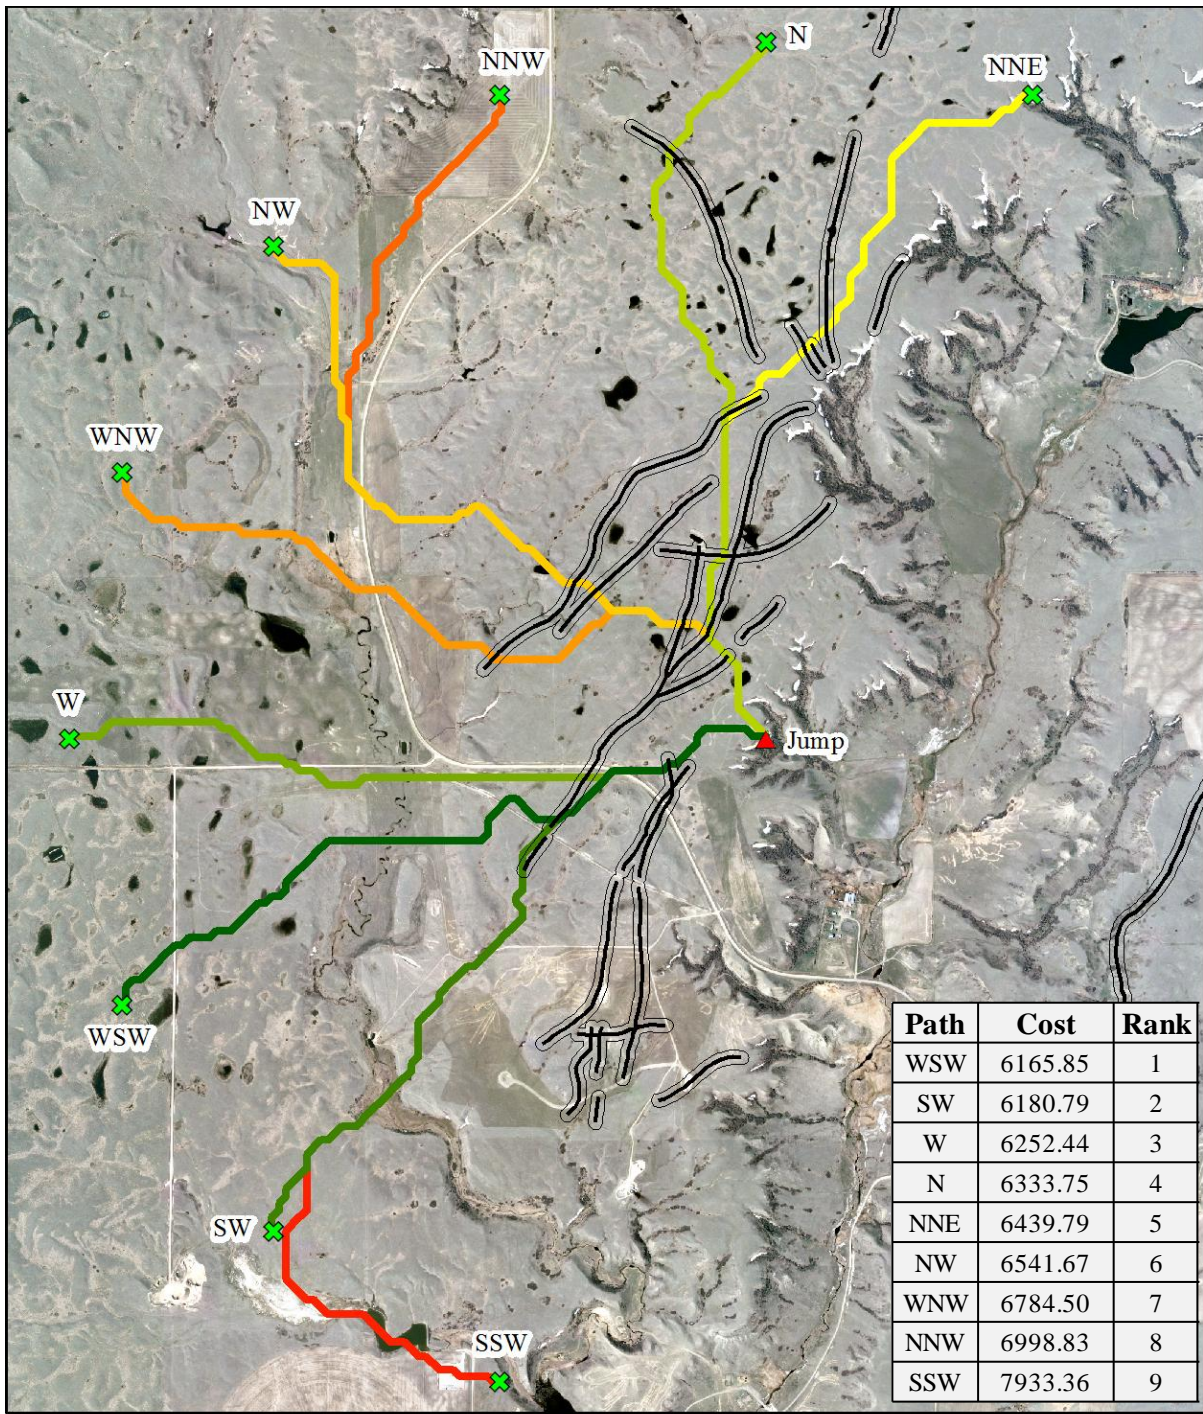 N
NNW
NNE
NW
WNW
W
Jump
WSW
SW
SSW
Path Cost Rank
WSW 6165.85 1
SW 6180.79 2
W 6252.44 3
N 6333.75 4
NNE 6439.79 5
NW 6541.67 6
WNW 6784.50 7
NNW 6998.83 8
SSW 7933.36 9